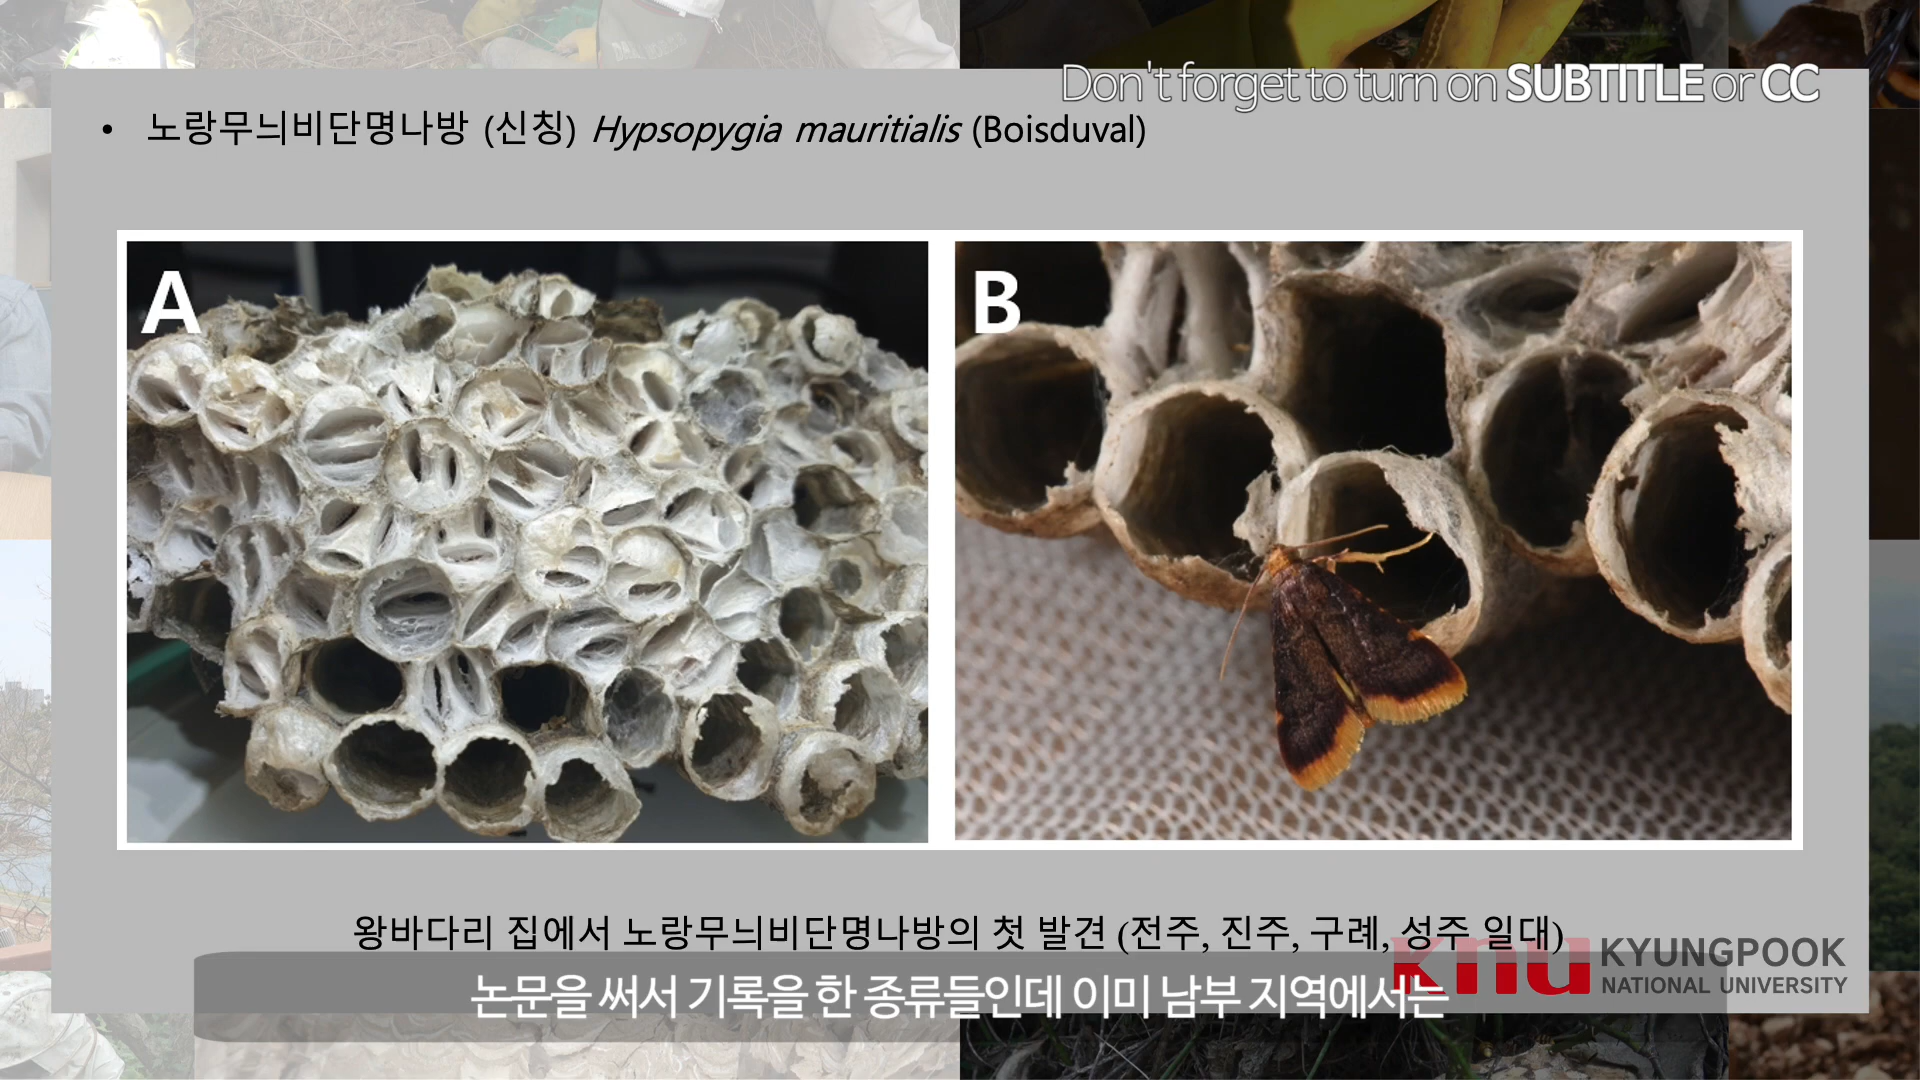 Don't forget to turn on SUBTITLE or CC
• 노랑무늬비단명나방 (신칭) Hypsopygia mauritialis (Boisduval)
A
B
왕바다리 집에서 노랑무늬비단명나방의 첫 발견 (전주, 진주, 구례, 성주 일대)
knu KYUNGPOOK
NATIONAL UNIVERSITY
논문을 써서 기록을 한 종류들인데 이미 남부 지역에서는